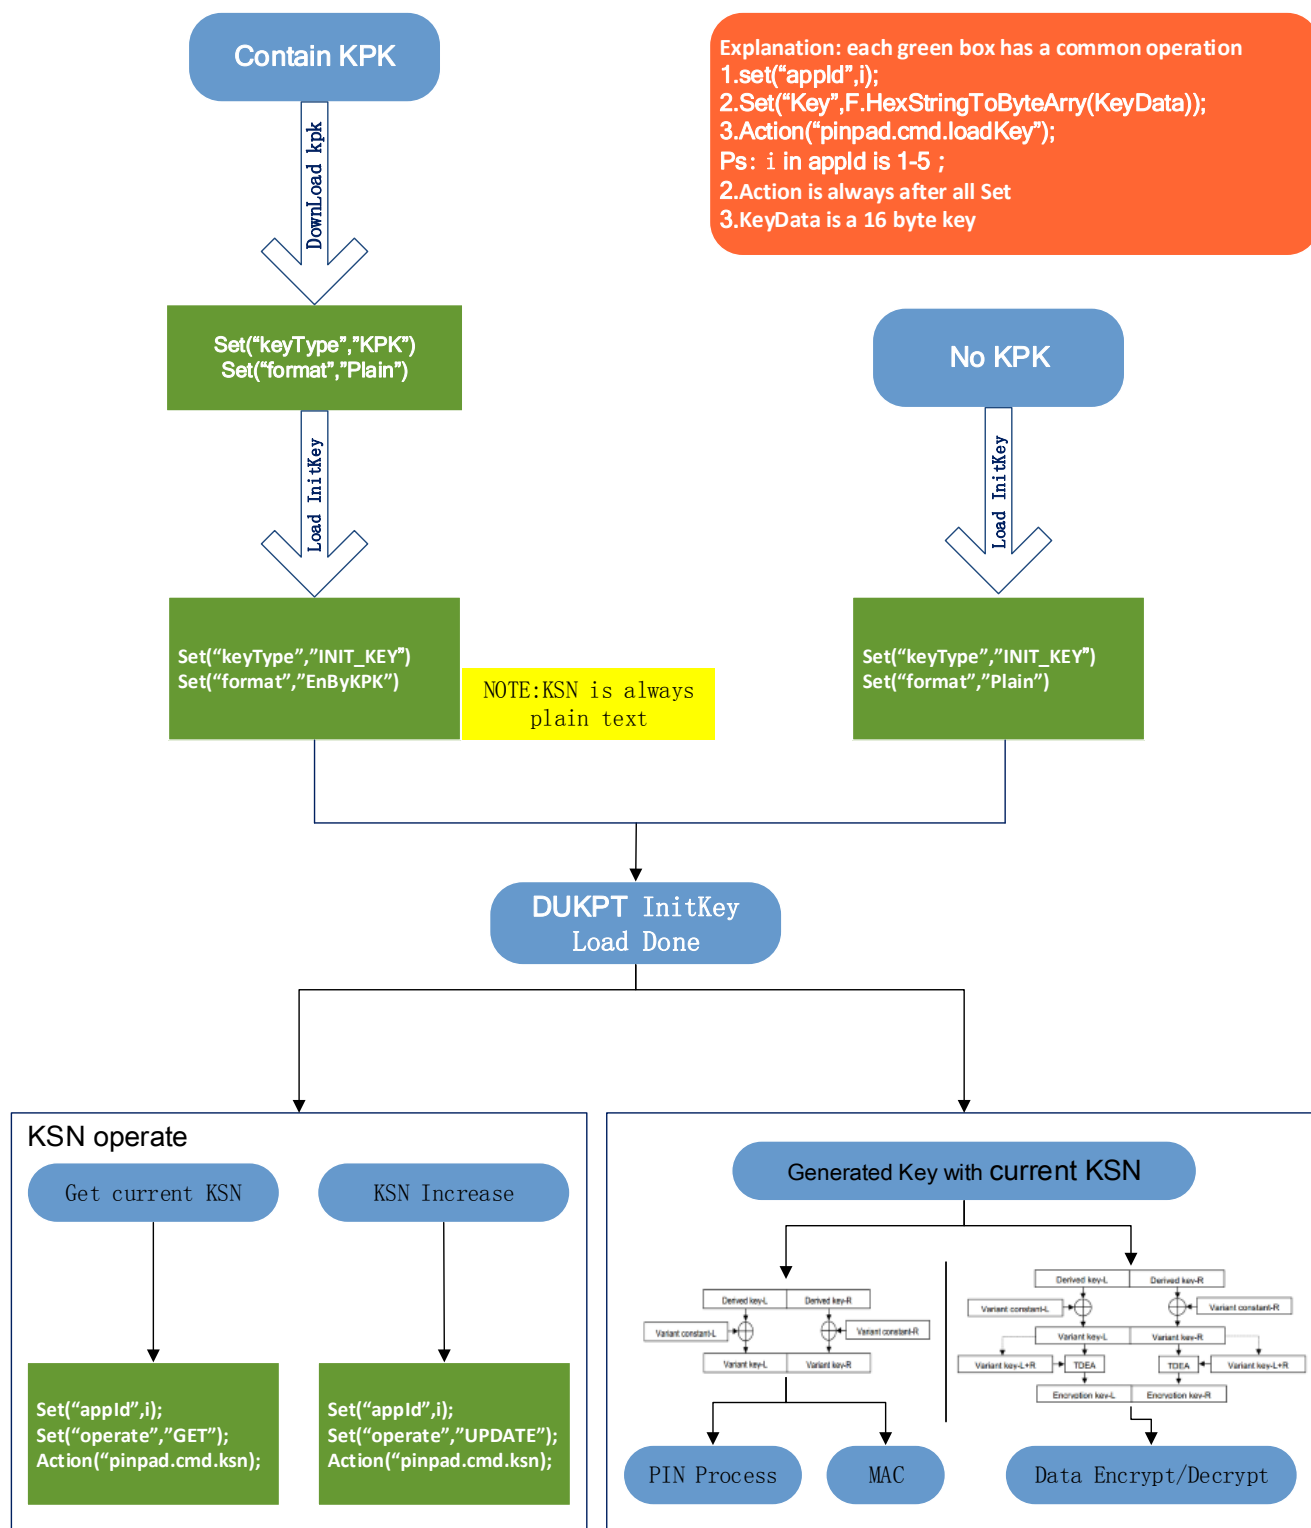 Contain KPK
Explanation: each green box has a common operation
1.set(“appId”,i);
2.Set(“Key”,F.HexStringToByteArry(KeyData));
3.Action(“pinpad.cmd.loadKey”);
Ps: i in appId is 1-5 ;
2.Action is always after all Set
3.KeyData is a 16 byte key
DownLoad kpk
Set(“keyType”,”KPK”)
Set(“format”,”Plain”)
No KPK
Load InitKey
Load InitKey
Set(“keyType”,”INIT_KEY”)
Set(“format”,”EnByKPK”)
NOTE:KSN is always
plain text
Set(“keyType”,”INIT_KEY”)
Set(“format”,”Plain”)
DUKPT InitKey
Load Done
KSN operate
Get current KSN
KSN Increase
Set(“appId”,i);
Set(“operate”,”GET”);
Action(“pinpad.cmd.ksn);
Set(“appId”,i);
Set(“operate”,”UPDATE”);
Action(“pinpad.cmd.ksn);
Generated Key with current KSN
Derived key-L Derived key-R
Variant constant-L Variant constant-R
Variant key-L Variant key-R
PIN Process
MAC
Derived key-L Derived key-R
Variant constant-L Variant constant-R
Variant key-L Variant key-R
Variant key-L+R TDEA TDEA Variant key-L+R
Encryption key-L Encryption key-R
Data Encrypt/Decrypt